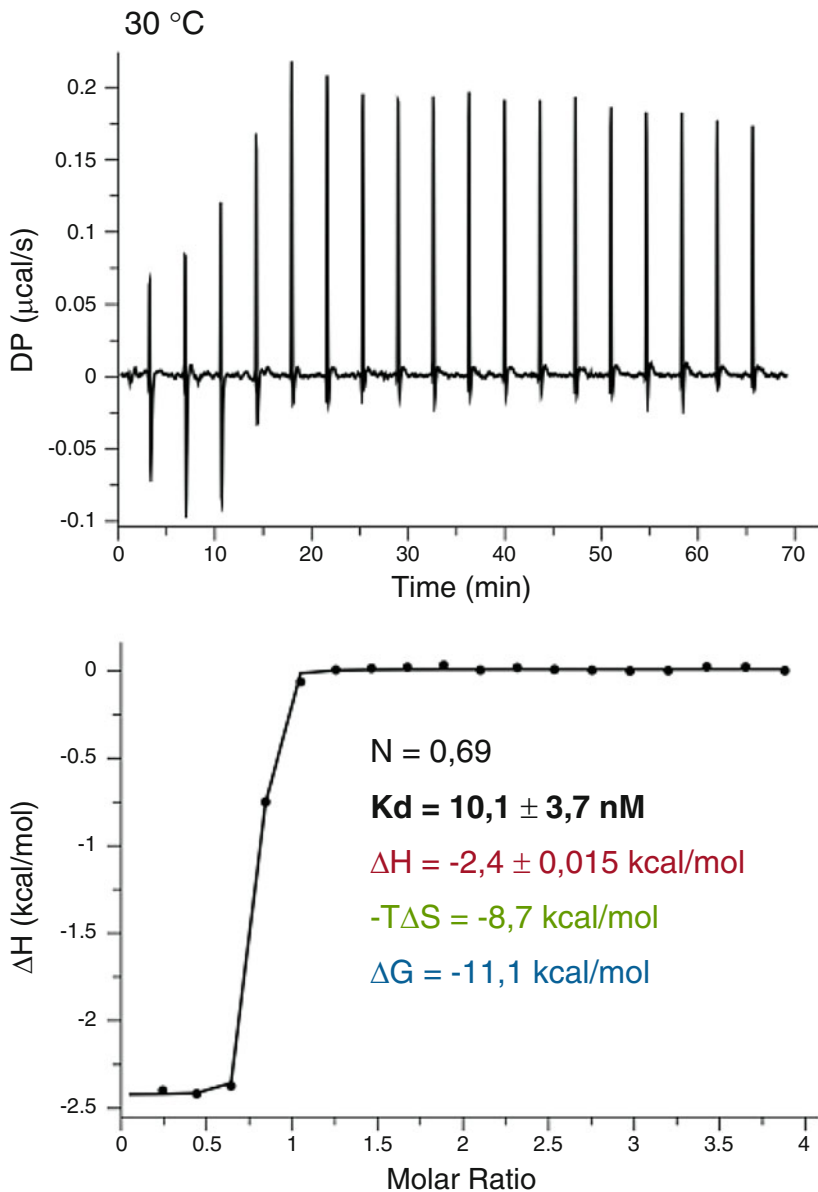 30 °C
DP (μcal/s)
0.2
0.15
0.1
0.05
0
-0.05
-0.1
0 10 20 30 40 50 60 70
Time (min)
ΔH (kcal/mol)
0
-0.5
-1
-1.5
-2
-2.5
N = 0,69
Kd = 10,1 ± 3,7 nM
ΔH = -2,4 ± 0,015 kcal/mol
-TΔS = -8,7 kcal/mol
ΔG = -11,1 kcal/mol
0 0.5 1 1.5 2 2.5 3 3.5 4
Molar Ratio